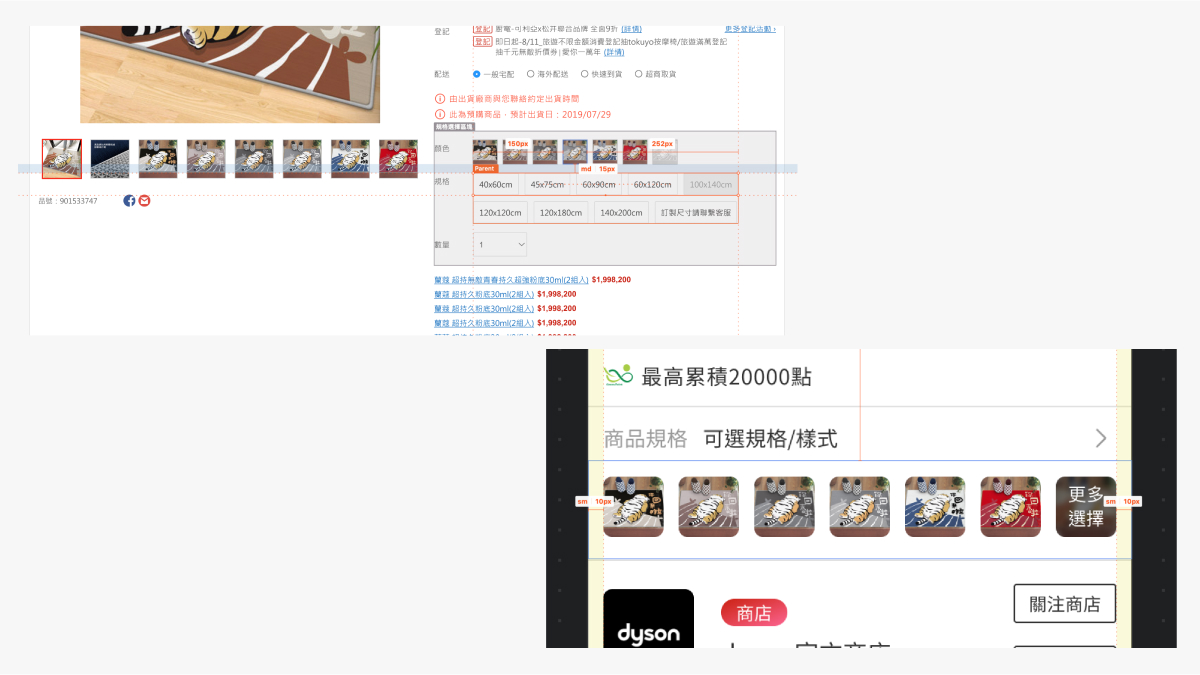 登記
登記 廚電-可利亞x松井聯合品牌 全面9折 (詳情)
更多登記活動 ›
登記 即日起-8/11_旅遊不限金額消費登記抽tokuyo按摩椅/旅遊滿萬登記
抽千元無敵折價券|愛你一萬年 (詳情)
配送
一般宅配
海外配送
快速到貨
超商取貨
由出貨廠商與您聯絡約定出貨時間
此為預購商品，預計出貨日：2019/07/29
規格選擇區塊
顏色
150px
252px
Parent
md 15px
規格
40x60cm
45x75cm
60x90cm
60x120cm
100x140cm
120x120cm
120x180cm
140x200cm
訂製尺寸請聯繫客服
品號：901533747
數量
1
蘭蔻 超持無敵青春持久超強粉底30ml(2組入) $1,998,200
蘭蔻 超持久粉底30ml(2組入) $1,998,200
蘭蔻 超持久粉底30ml(2組入) $1,998,200
蘭蔻 超持久粉底30ml(2組入) $1,998,200
最高累積20000點
商品規格 可選規格/樣式
sm 10px
更多
選擇
sm 10px
dyson
商店
關注商店